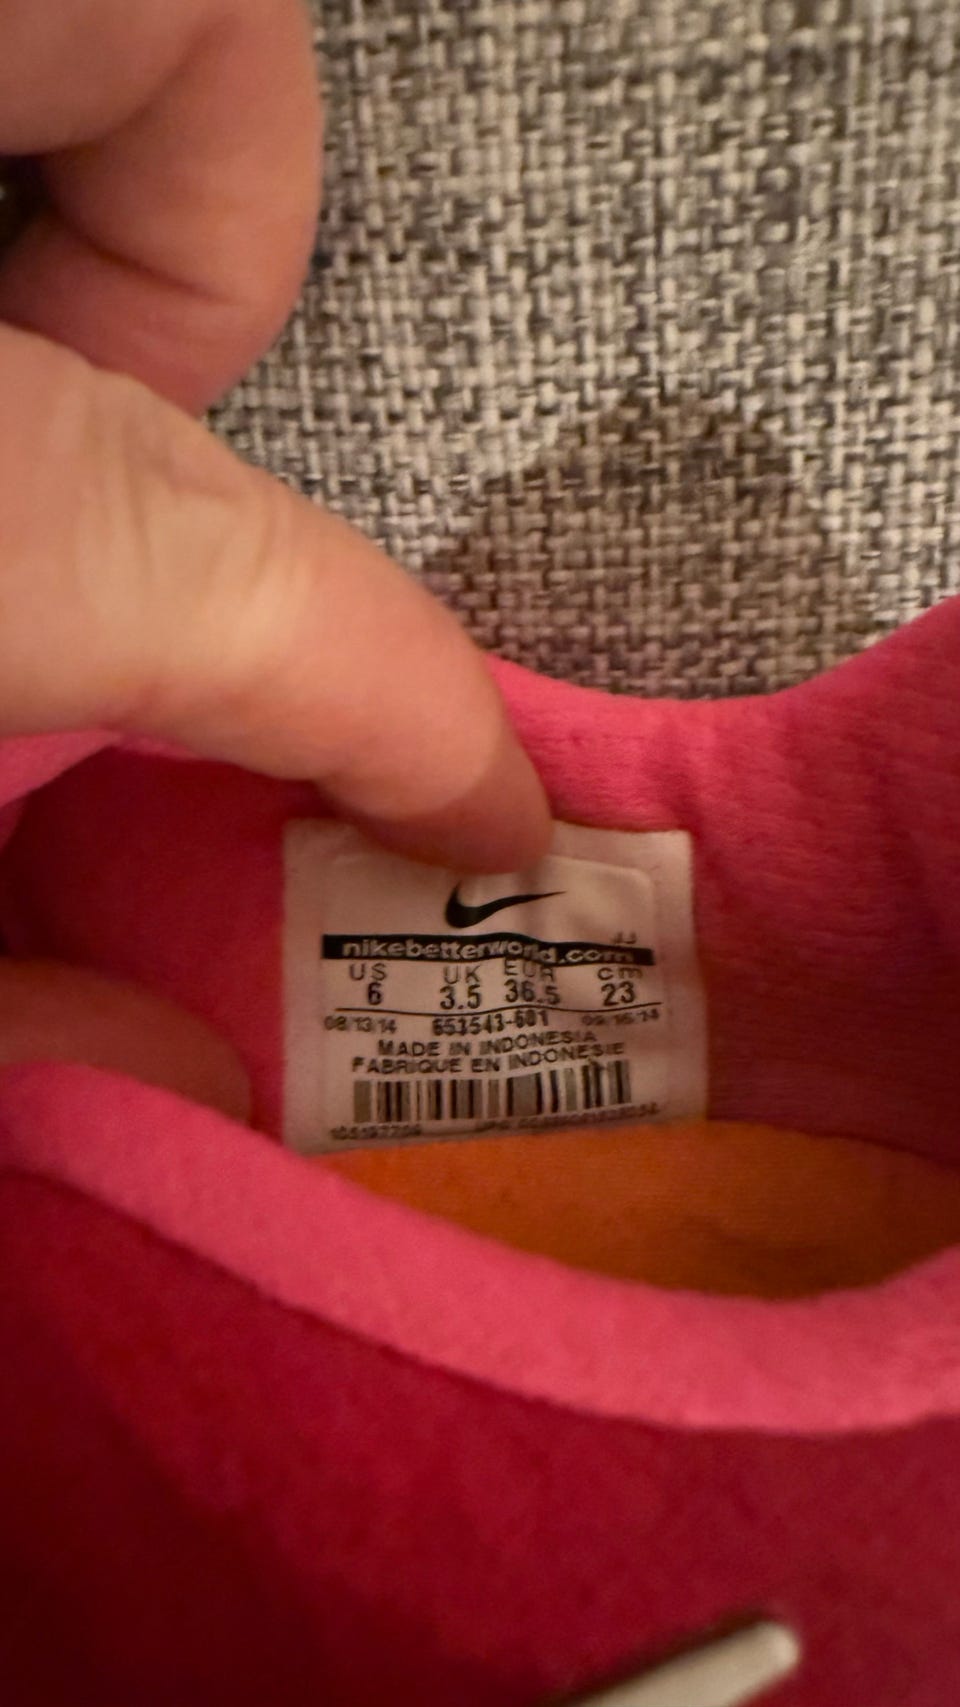 JJ
nikebetterworld.com
US UK EUR cm
6 3.5 36.5 23
08/13/14 653543-601
MADE IN INDONESIA
FABRIQUE EN INDONESIE